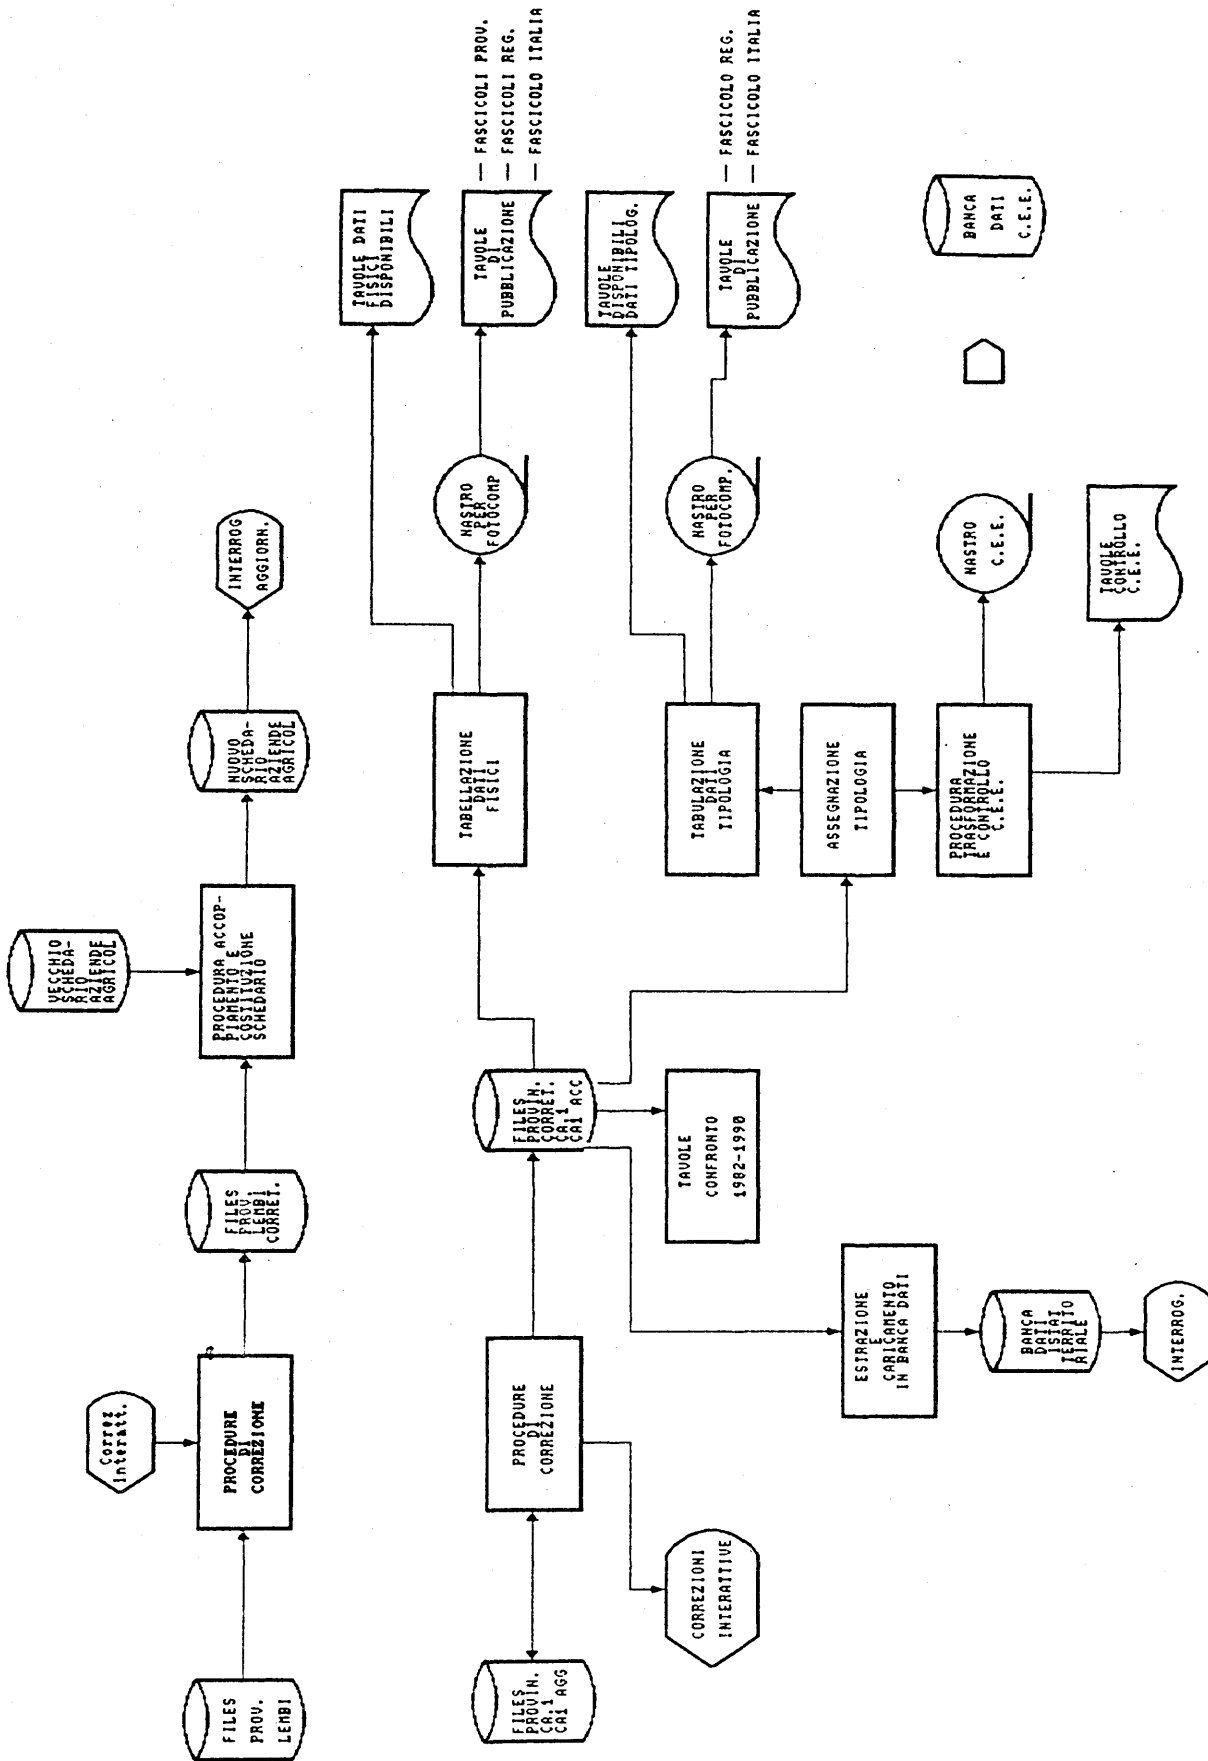 FILES
PROV.
LEMBI
Correz
Interatt.
PROCEDURE
DI
CORREZIONE
FILES
PROV.
LEMBI
CORRET.
VECCHIO
SCHEDA-
RIO
AZIENDE
AGRICOL
PROCEDURA ACCOP-
PIAMENTO E
COSTITUZIONE
SCHEDARIO
NUOVO
SCHEDA-
RIO
AZIENDE
AGRICOL
INTERROG
AGGIORN.
FILES
PROVIN.
CA.1
CA1 AGG
PROCEDURE
DI
CORREZIONE
CORREZIONI
INTERATTIVE
FILES
PROVIN.
CORRET.
CA.1
CA1 ACC
TAVOLE
CONFRONTO
1982-1990
ESTRAZIONE
E
CARICAMENTO
IN BANCA DATI
BANCA
DATI
ISTAT
TERRITO
RIALE
INTERROG.
TABELLAZIONE
DATI
FISICI
TAVOLE DATI
FISICI
DISPONIBILI
NASTRO
PER
FOTOCOMP
TAVOLE
DI
PUBBLICAZIONE
— FASCICOLI PROV.
— FASCICOLI REG.
— FASCICOLO ITALIA
TABULAZIONE
DATI
TIPOLOGIA
TAVOLE
DISPONIBILI
DATI TIPOLOG.
NASTRO
PER
FOTOCOMP.
TAVOLE
DI
PUBBLICAZIONE
— FASCICOLO REG.
— FASCICOLO ITALIA
ASSEGNAZIONE
TIPOLOGIA
PROCEDURA
TRASFORMAZIONE
E CONTROLLO
C.E.E.
NASTRO
C.E.E.
TAVOLE
CONTROLLO
C.E.E.
BANCA
DATI
C.E.E.